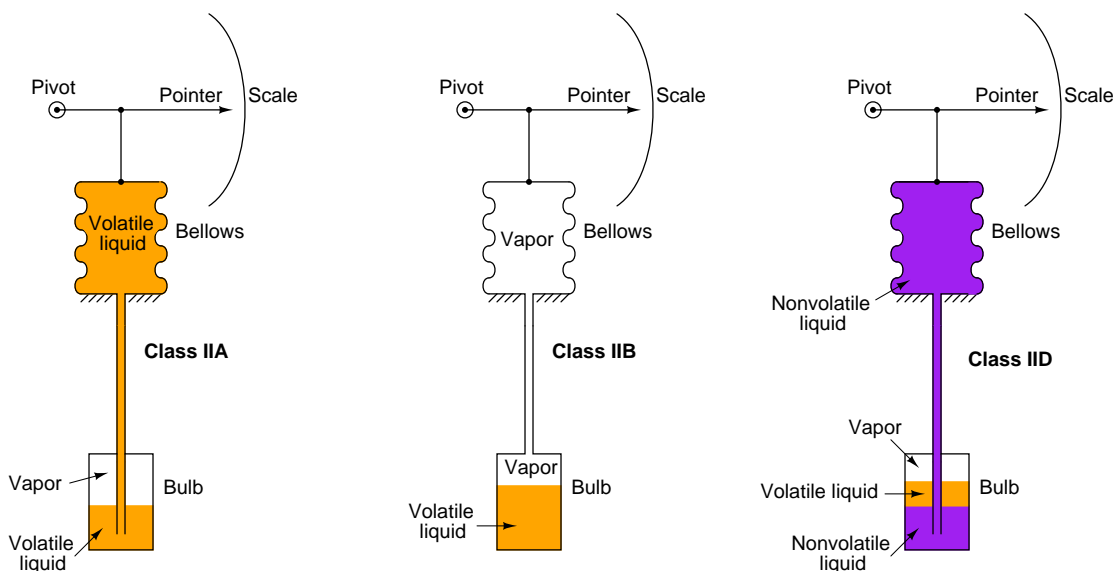 Pivot
Pointer
Scale
Volatile
liquid
Bellows
Class IIA
Vapor
Bulb
Volatile
liquid
Pivot
Pointer
Scale
Vapor
Bellows
Class IIB
Vapor
Bulb
Volatile
liquid
Pivot
Pointer
Scale
Bellows
Nonvolatile
liquid
Class IID
Vapor
Volatile liquid
Bulb
Nonvolatile
liquid